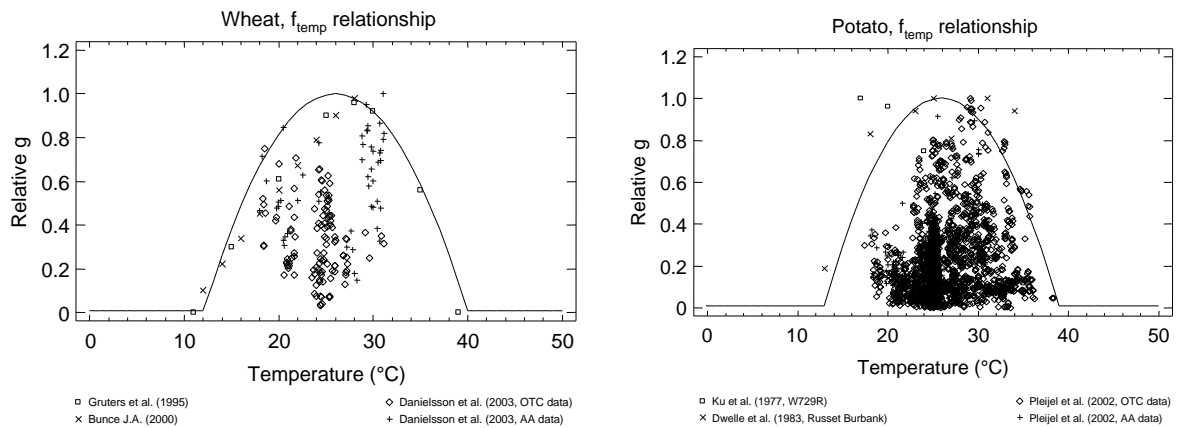 Wheat, ftemp relationship
1.2
1.0
0.8
0.6
0.4
0.2
0
Relative g
0 10 20 30 40 50
Temperature (°C)
Gruters et al. (1995)
Bunce J.A. (2000)
Danielsson et al. (2003, OTC data)
Danielsson et al. 2003, AA data)
Potato, ftemp relationship
1.2
1.0
0.8
0.6
0.4
0.2
0
Relative g
0 10 20 30 40 50
Temperature (°C)
Ku et al. (1977, W729R)
Dwelle et al. (1983, Russet Burbank)
Pleijel et al. (2002, OTC data)
Pleijel et al. (2002, AA data)